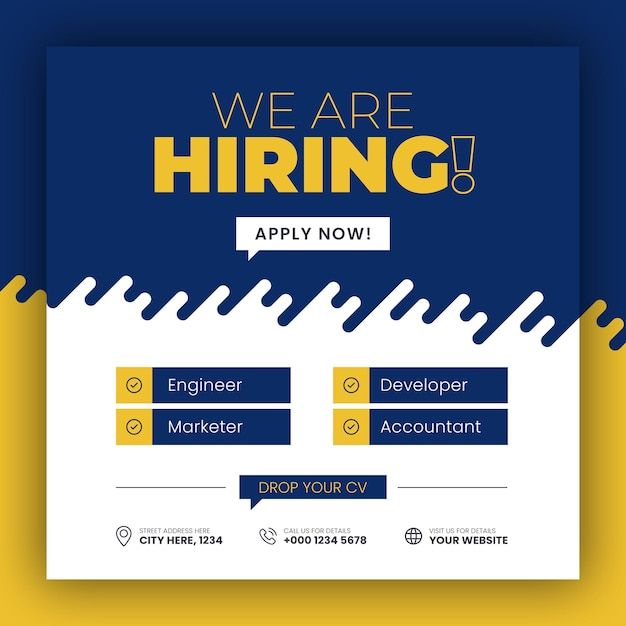 WE ARE
HIRING!
APPLY NOW!
Engineer
Developer
Marketer
Accountant
DROP YOUR CV
STREET ADDRESS HERE
CITY HERE, 1234
CALL US FOR DETAILS
+000 1234 5678
VISIT US FOR DETAILS
YOUR WEBSITE